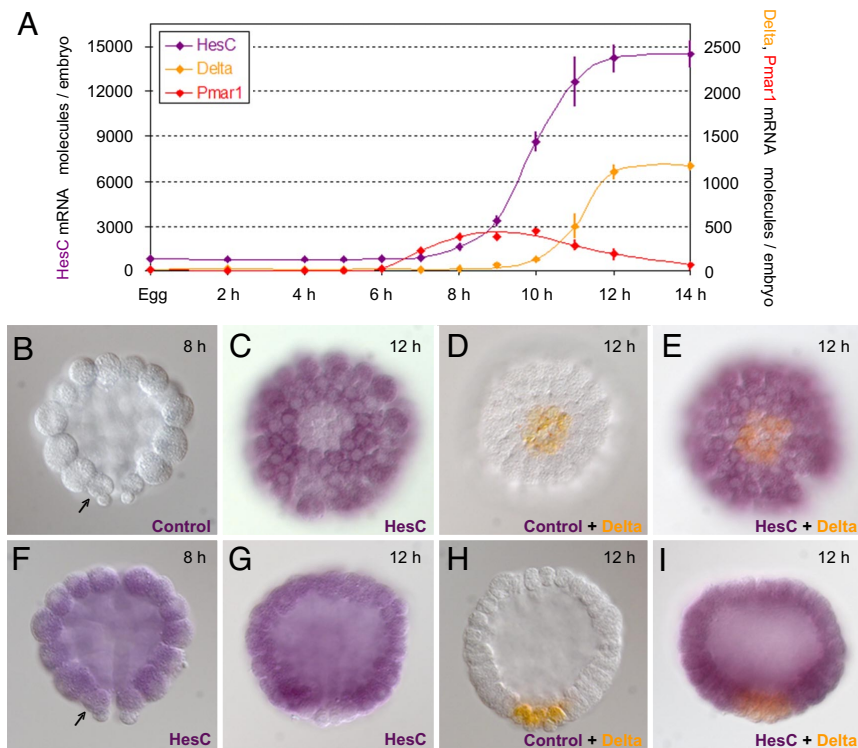 A
HesC mRNA molecules / embryo
15000
12000
9000
6000
3000
0
HesC
Delta
Pmar1
2500
2000
1500
1000
500
0
Delta, Pmar1 mRNA molecules / embryo
Egg 2 h 4 h 6 h 8 h 10 h 12 h 14 h
B 8 h
Control
C 12 h
HesC
D 12 h
Control + Delta
E 12 h
HesC + Delta
F 8 h
HesC
G 12 h
HesC
H 12 h
Control + Delta
I 12 h
HesC + Delta